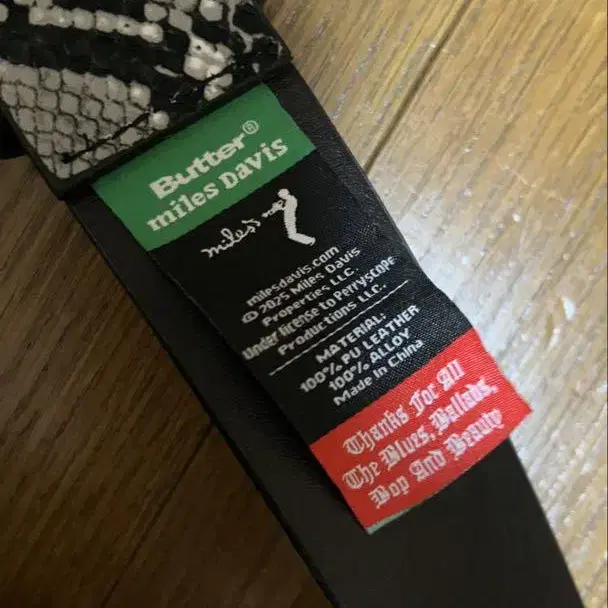 Butter®
miles Davis
miles
milesdavis.com
© 2025 Miles Davis
Properties LLC.
Under license to Perryscope
Productions LLC.
MATERIAL:
100% PU LEATHER
100% ALLOY
Made in China
Thanks For All
The Blues, Ballads,
Bop And Beauty